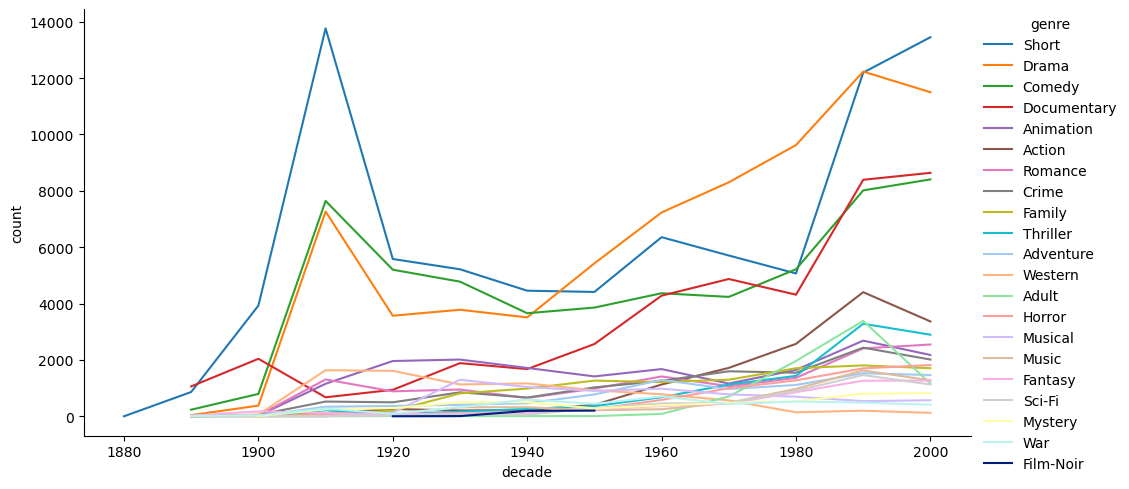 14000
12000
10000
8000
6000
4000
2000
0
count
1880
1900
1920
1940
1960
1980
2000
decade
genre
Short
Drama
Comedy
Documentary
Animation
Action
Romance
Crime
Family
Thriller
Adventure
Western
Adult
Horror
Musical
Music
Fantasy
Sci-Fi
Mystery
War
Film-Noir